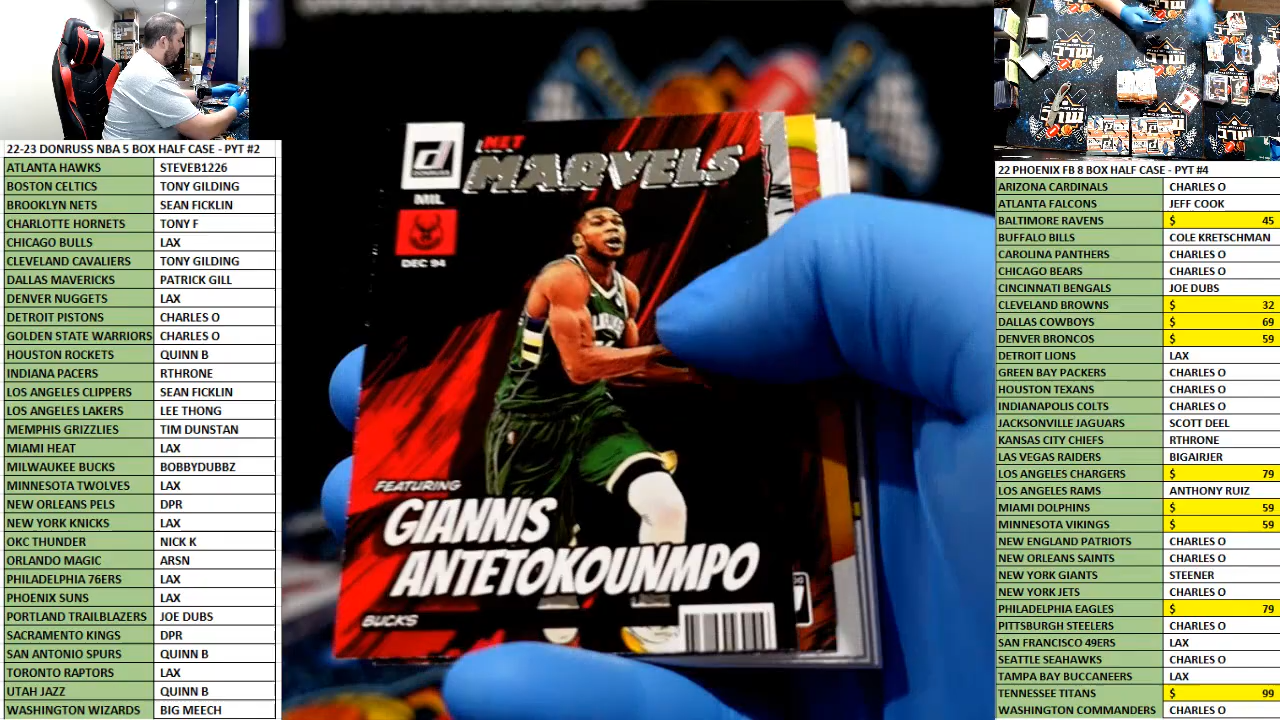 22-23 DONRUSS NBA 5 BOX HALF CASE - PYT #2
ATLANTA HAWKS STEVEB1226
BOSTON CELTICS TONY GILDING
BROOKLYN NETS SEAN FICKLIN
CHARLOTTE HORNETS TONY F
CHICAGO BULLS LAX
CLEVELAND CAVALIERS TONY GILDING
DALLAS MAVERICKS PATRICK GILL
DENVER NUGGETS LAX
DETROIT PISTONS CHARLES O
GOLDEN STATE WARRIORS CHARLES O
HOUSTON ROCKETS QUINN B
INDIANA PACERS RTHRONE
LOS ANGELES CLIPPERS SEAN FICKLIN
LOS ANGELES LAKERS LEE THONG
MEMPHIS GRIZZLIES TIM DUNSTAN
MIAMI HEAT LAX
MILWAUKEE BUCKS BOBBYDUBBZ
MINNESOTA TWOLVES LAX
NEW ORLEANS PELS DPR
NEW YORK KNICKS LAX
OKC THUNDER NICK K
ORLANDO MAGIC ARSN
PHILADELPHIA 76ERS LAX
PHOENIX SUNS LAX
PORTLAND TRAILBLAZERS JOE DUBS
SACRAMENTO KINGS DPR
SAN ANTONIO SPURS QUINN B
TORONTO RAPTORS LAX
UTAH JAZZ QUINN B
WASHINGTON WIZARDS BIG MEECH
d
DONRUSS
NET
MARVELS
MIL
DEC 94
FEATURING
GIANNIS
ANTETOKOUNMPO
BUCKS
22 PHOENIX FB 8 BOX HALF CASE - PYT #4
ARIZONA CARDINALS CHARLES O
ATLANTA FALCONS JEFF COOK
BALTIMORE RAVENS $ 45
BUFFALO BILLS COLE KRETSCHMAN
CAROLINA PANTHERS CHARLES O
CHICAGO BEARS CHARLES O
CINCINNATI BENGALS JOE DUBS
CLEVELAND BROWNS $ 32
DALLAS COWBOYS $ 69
DENVER BRONCOS $ 59
DETROIT LIONS LAX
GREEN BAY PACKERS CHARLES O
HOUSTON TEXANS CHARLES O
INDIANAPOLIS COLTS CHARLES O
JACKSONVILLE JAGUARS SCOTT DEEL
KANSAS CITY CHIEFS RTHRONE
LAS VEGAS RAIDERS BIGAIRJER
LOS ANGELES CHARGERS $ 79
LOS ANGELES RAMS ANTHONY RUIZ
MIAMI DOLPHINS $ 59
MINNESOTA VIKINGS $ 59
NEW ENGLAND PATRIOTS CHARLES O
NEW ORLEANS SAINTS CHARLES O
NEW YORK GIANTS STEENER
NEW YORK JETS CHARLES O
PHILADELPHIA EAGLES $ 79
PITTSBURGH STEELERS CHARLES O
SAN FRANCISCO 49ERS LAX
SEATTLE SEAHAWKS CHARLES O
TAMPA BAY BUCCANEERS LAX
TENNESSEE TITANS $ 99
WASHINGTON COMMANDERS CHARLES O